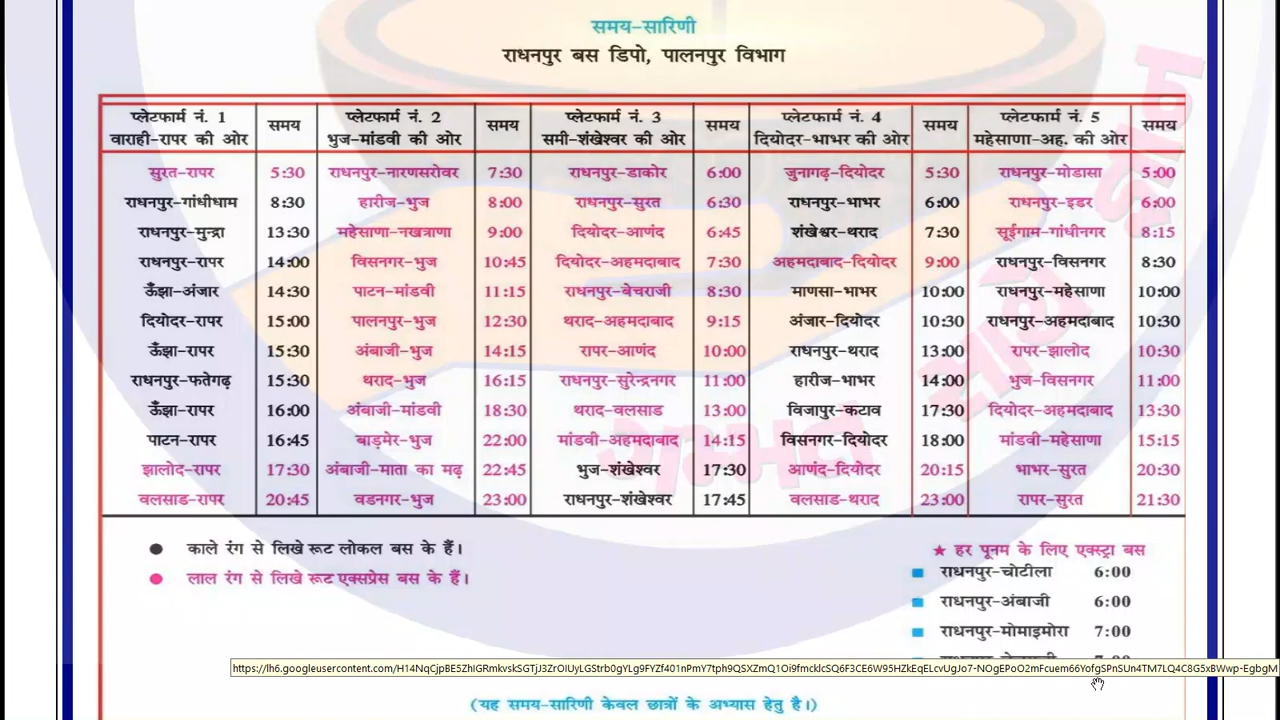 समय-सारिणी
राधनपुर बस डिपो, पालनपुर विभाग
प्लेटफार्म नं. 1 वाराही-रापर की ओर समय प्लेटफार्म नं. 2 भुज-मांडवी की ओर समय प्लेटफार्म नं. 3 समी-शंखेश्वर की ओर समय प्लेटफार्म नं. 4 दियोदर-भाभर की ओर समय प्लेटफार्म नं. 5 महेसाणा-अह. की ओर समय
सुरत-रापर 5:30 राधनपुर-नारणसरोवर 7:30 राधनपुर-डाकोर 6:00 जुनागढ़-दियोदर 5:30 राधनपुर-मोडासा 5:00
राधनपुर-गांधीधाम 8:30 हारीज-भुज 8:00 राधनपुर-सुरत 6:30 राधनपुर-भाभर 6:00 राधनपुर-इडर 6:00
राधनपुर-मुन्द्रा 13:30 महेसाणा-नखत्राणा 9:00 दियोदर-आणंद 6:45 शंखेश्वर-थराद 7:30 सूईगाम-गांधीनगर 8:15
राधनपुर-रापर 14:00 विसनगर-भुज 10:45 दियोदर-अहमदाबाद 7:30 अहमदाबाद-दियोदर 9:00 राधनपुर-विसनगर 8:30
ऊँझा-अंजार 14:30 पाटन-मांडवी 11:15 राधनपुर-बेचराजी 8:30 माणसा-भाभर 10:00 राधनपुर-महेसाणा 10:00
दियोदर-रापर 15:00 पालनपुर-भुज 12:30 थराद-अहमदाबाद 9:15 अंजार-दियोदर 10:30 राधनपुर-अहमदाबाद 10:30
ऊँझा-रापर 15:30 अंबाजी-भुज 14:15 रापर-आणंद 10:00 राधनपुर-थराद 13:00 रापर-झालोद 10:30
राधनपुर-फतेगढ़ 15:30 थराद-भुज 16:15 राधनपुर-सुरेन्द्रनगर 11:00 हारीज-भाभर 14:00 भुज-विसनगर 11:00
ऊँझा-रापर 16:00 अंबाजी-मांडवी 18:30 थराद-वलसाड 13:00 विजापुर-कटाव 17:30 दियोदर-अहमदाबाद 13:30
पाटन-रापर 16:45 बाड़मेर-भुज 22:00 मांडवी-अहमदाबाद 14:15 विसनगर-दियोदर 18:00 मांडवी-महेसाणा 15:15
झालोद-रापर 17:30 अंबाजी-माता का मढ़ 22:45 भुज-शंखेश्वर 17:30 आणंद-दियोदर 20:15 भाभर-सुरत 20:30
वलसाड-रापर 20:45 वडनगर-भुज 23:00 राधनपुर-शंखेश्वर 17:45 वलसाड-थराद 23:00 रापर-सुरत 21:30
काले रंग से लिखे रूट लोकल बस के हैं।
लाल रंग से लिखे रूट एक्सप्रेस बस के हैं।
★ हर पूनम के लिए एक्स्ट्रा बस
राधनपुर-चोटीला 6:00
राधनपुर-अंबाजी 6:00
राधनपुर-मोमाइमोरा 7:00
(यह समय-सारिणी केवल छात्रों के अभ्यास हेतु है।)